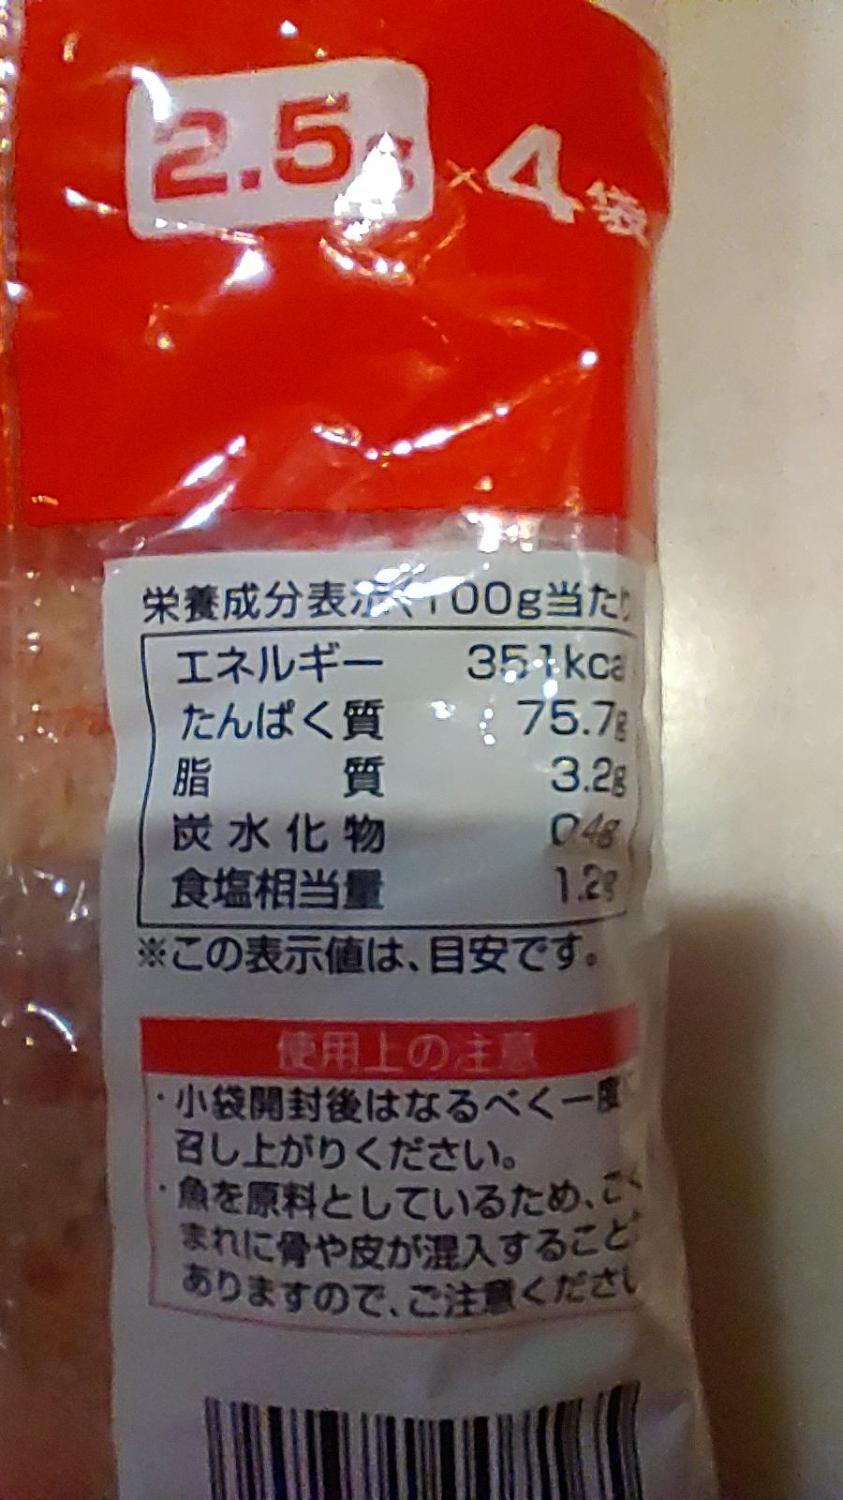 2.5g×4袋
栄養成分表示<100g当たり
エネルギー 351kca
たんぱく質 75.7g
脂質 3.2g
炭水化物 0.4g
食塩相当量 1.2g
※この表示値は、目安です。
使用上の注意
・小袋開封後はなるべく一度に
召し上がりください。
・魚を原料としているため、ごく
まれに骨や皮が混入すること
ありますので、ご注意くださし